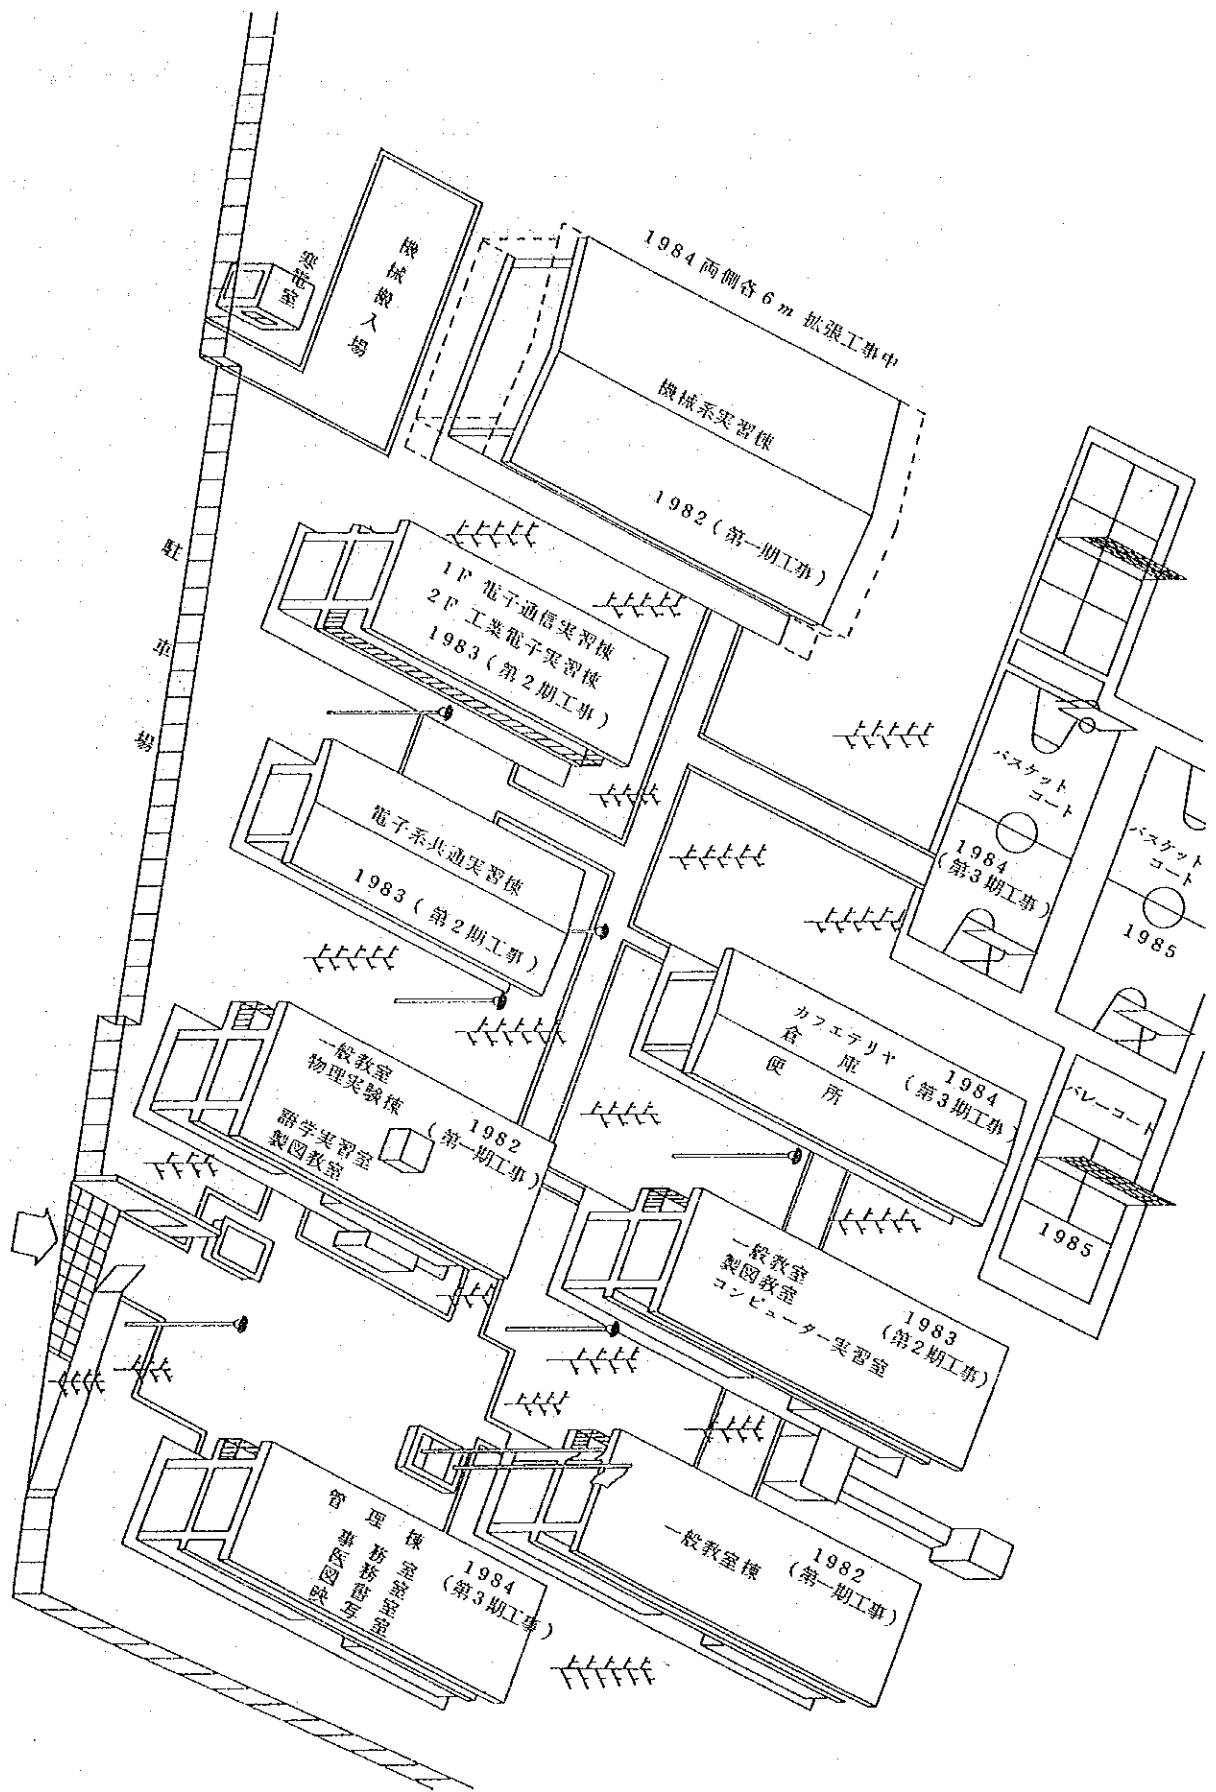 機械搬入場
1984 両側各6m 拡張工事中
機械系実習棟
1982(第一期工事)
駐車場
1F 電子通信実習棟
2F 工業電子実習棟
1983(第2期工事)
電子系共通実習棟
1983(第2期工事)
バスケット
コート
1984
(第3期工事)
バスケット
コート
1985
カフエテリヤ
倉庫
便所
1984
(第3期工事)
バレーコート
1985
一般教室
物理実験棟
語学実習室
製図教室
1982
(第一期工事)
一般教室
製図教室
コンピューター実習室
1983
(第2期工事)
管理棟
事務室
医務室
図書室
映写室
1984
(第3期工事)
一般教室棟
1982
(第一期工事)